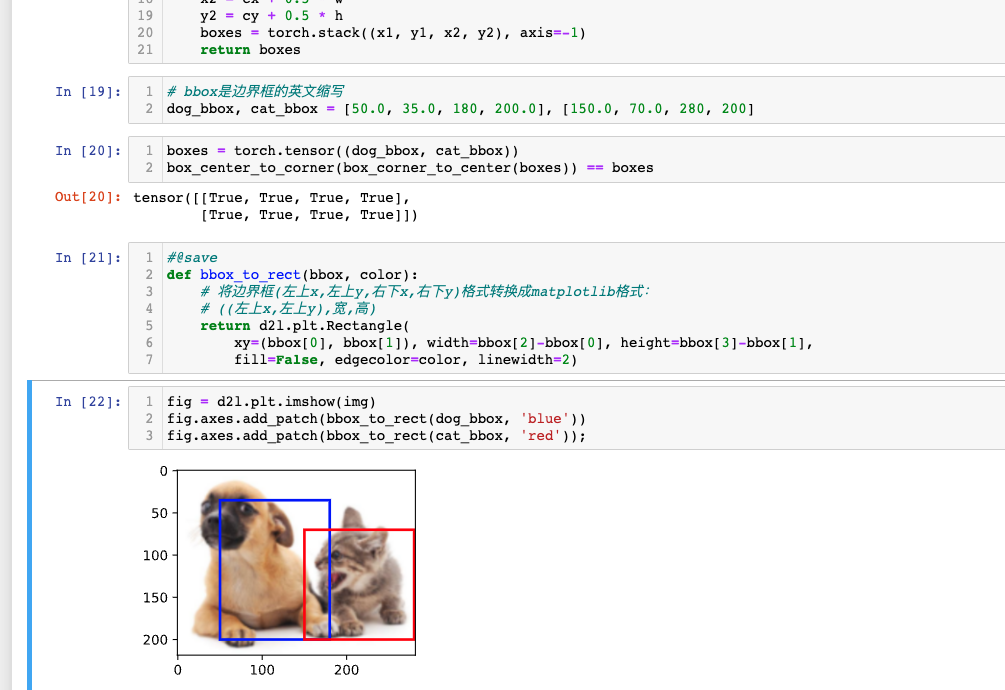 19 y2 = cy + 0.5 * h
20 boxes = torch.stack((x1, y1, x2, y2), axis=-1)
21 return boxes
In [19]: 1 # bbox是边界框的英文缩写
2 dog_bbox, cat_bbox = [50.0, 35.0, 180, 200.0], [150.0, 70.0, 280, 200]
In [20]: 1 boxes = torch.tensor((dog_bbox, cat_bbox))
2 box_center_to_corner(box_corner_to_center(boxes)) == boxes
Out[20]: tensor([[True, True, True, True],
[True, True, True, True]])
In [21]: 1 #@save
2 def bbox_to_rect(bbox, color):
3 # 将边界框(左上x,左上y,右下x,右下y)格式转换成matplotlib格式：
4 # ((左上x,左上y),宽,高)
5 return d2l.plt.Rectangle(
6 xy=(bbox[0], bbox[1]), width=bbox[2]-bbox[0], height=bbox[3]-bbox[1],
7 fill=False, edgecolor=color, linewidth=2)
In [22]: 1 fig = d2l.plt.imshow(img)
2 fig.axes.add_patch(bbox_to_rect(dog_bbox, 'blue'))
3 fig.axes.add_patch(bbox_to_rect(cat_bbox, 'red'));
0
50
100
150
200
0 100 200